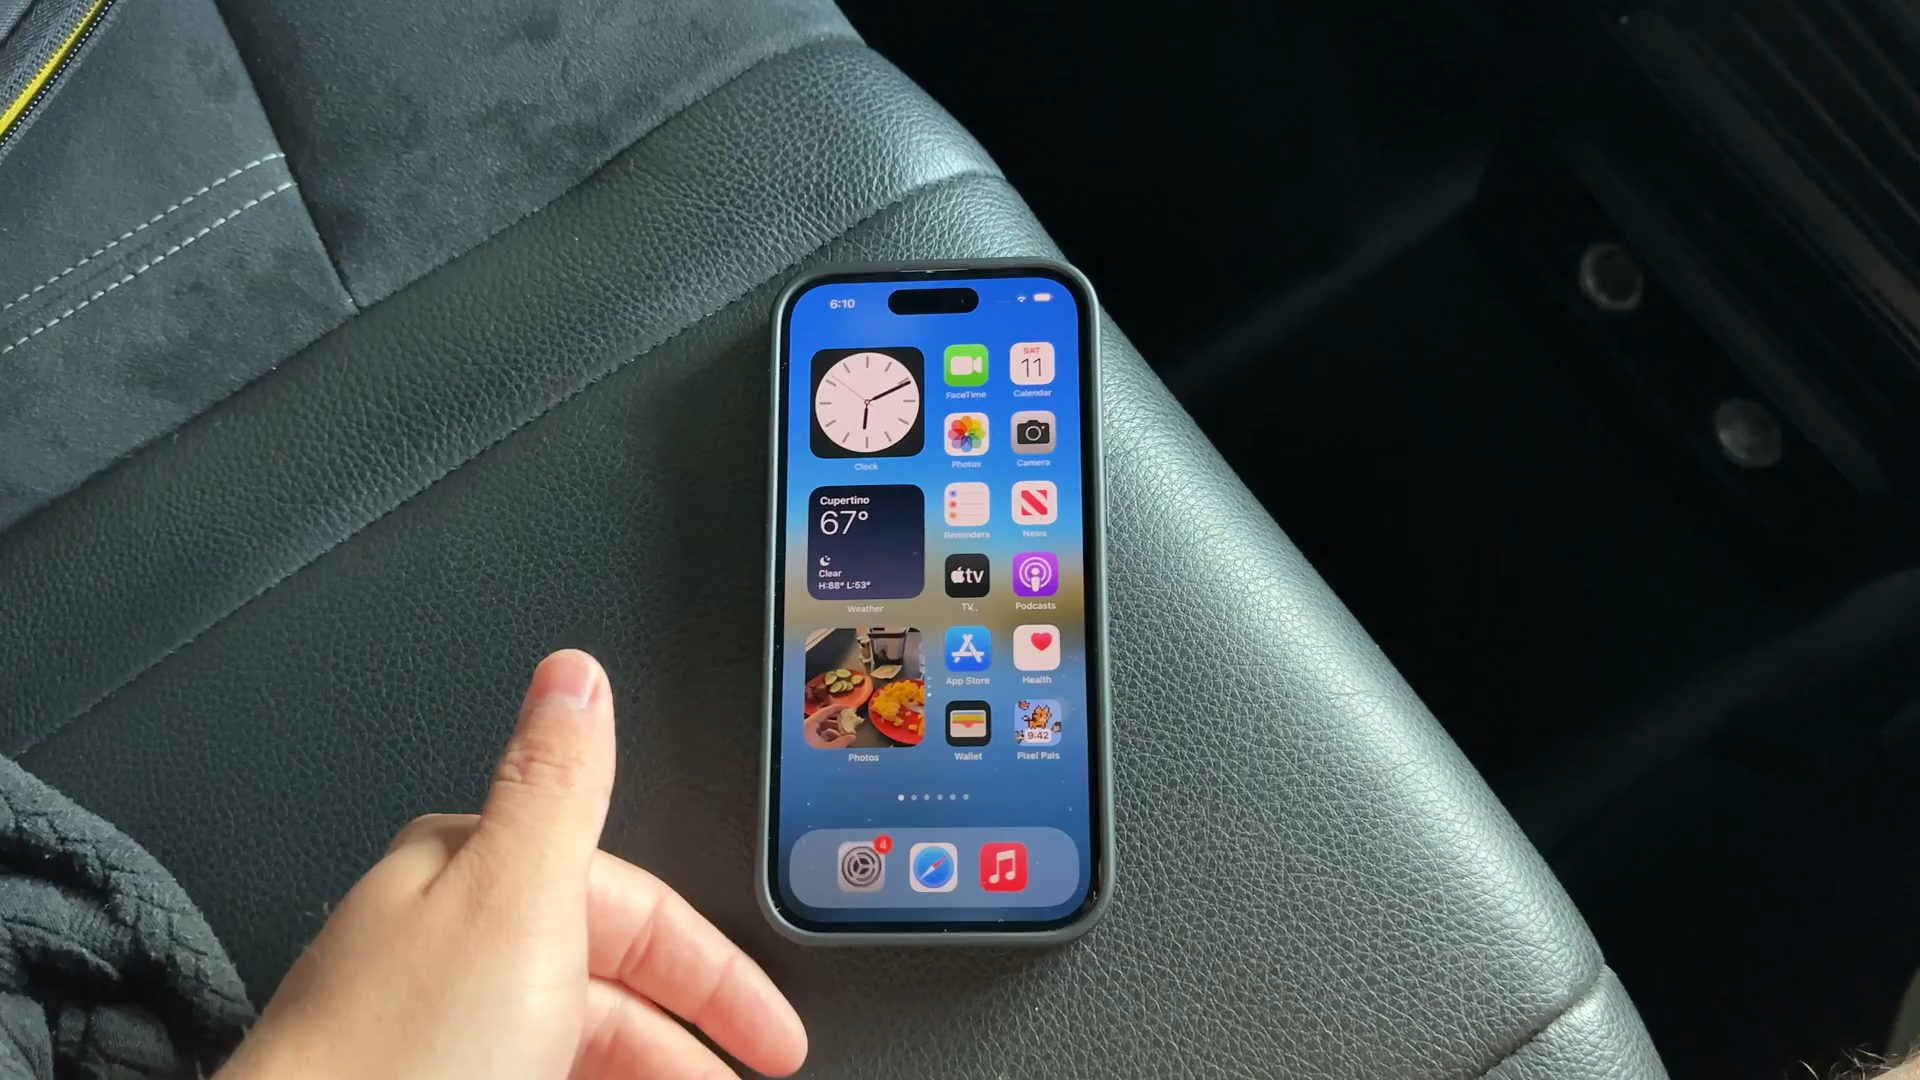 6:10
SAT
11
FaceTime
Calendar
Clock
Photos
Camera
Cupertino
67°
Clear
H:88° L:53°
Weather
Reminders
News
tv
TV
Podcasts
App Store
Health
Photos
Wallet
9:42
Pixel Pals
4